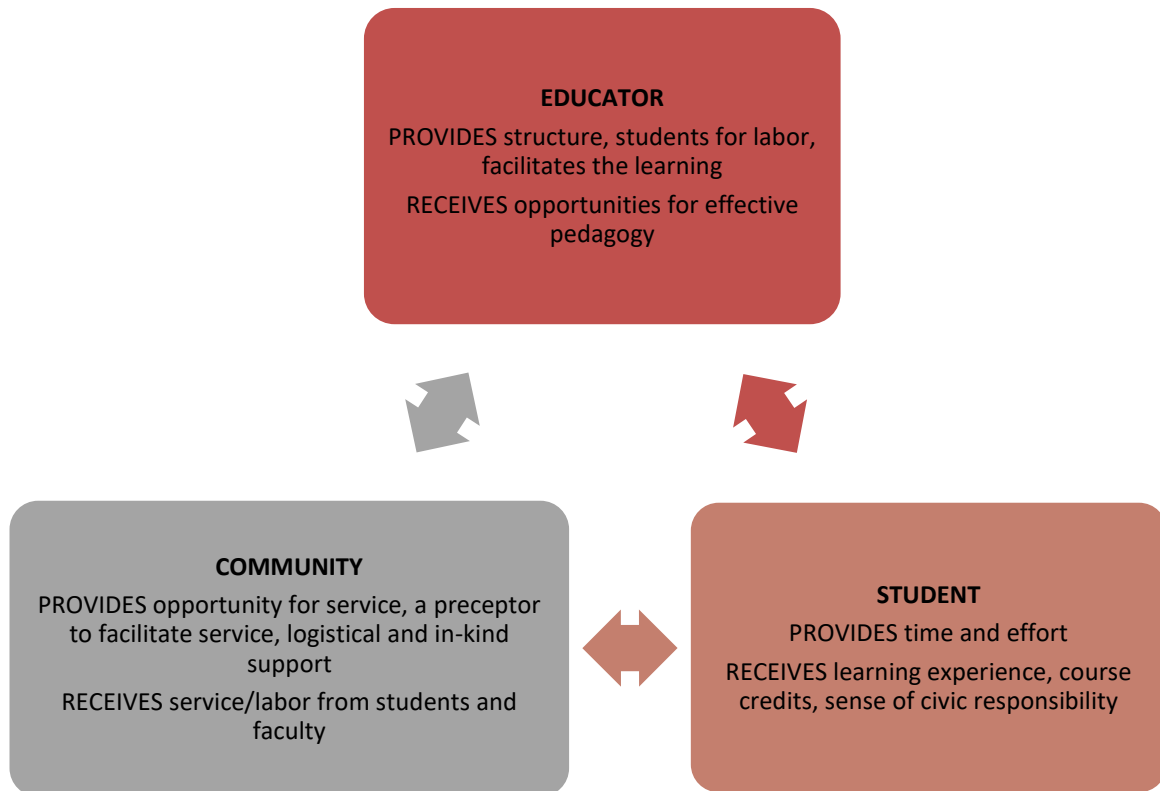 EDUCATOR
PROVIDES structure, students for labor,
facilitates the learning
RECEIVES opportunities for effective
pedagogy
COMMUNITY
PROVIDES opportunity for service, a preceptor
to facilitate service, logistical and in-kind
support
RECEIVES service/labor from students and
faculty
STUDENT
PROVIDES time and effort
RECEIVES learning experience, course
credits, sense of civic responsibility